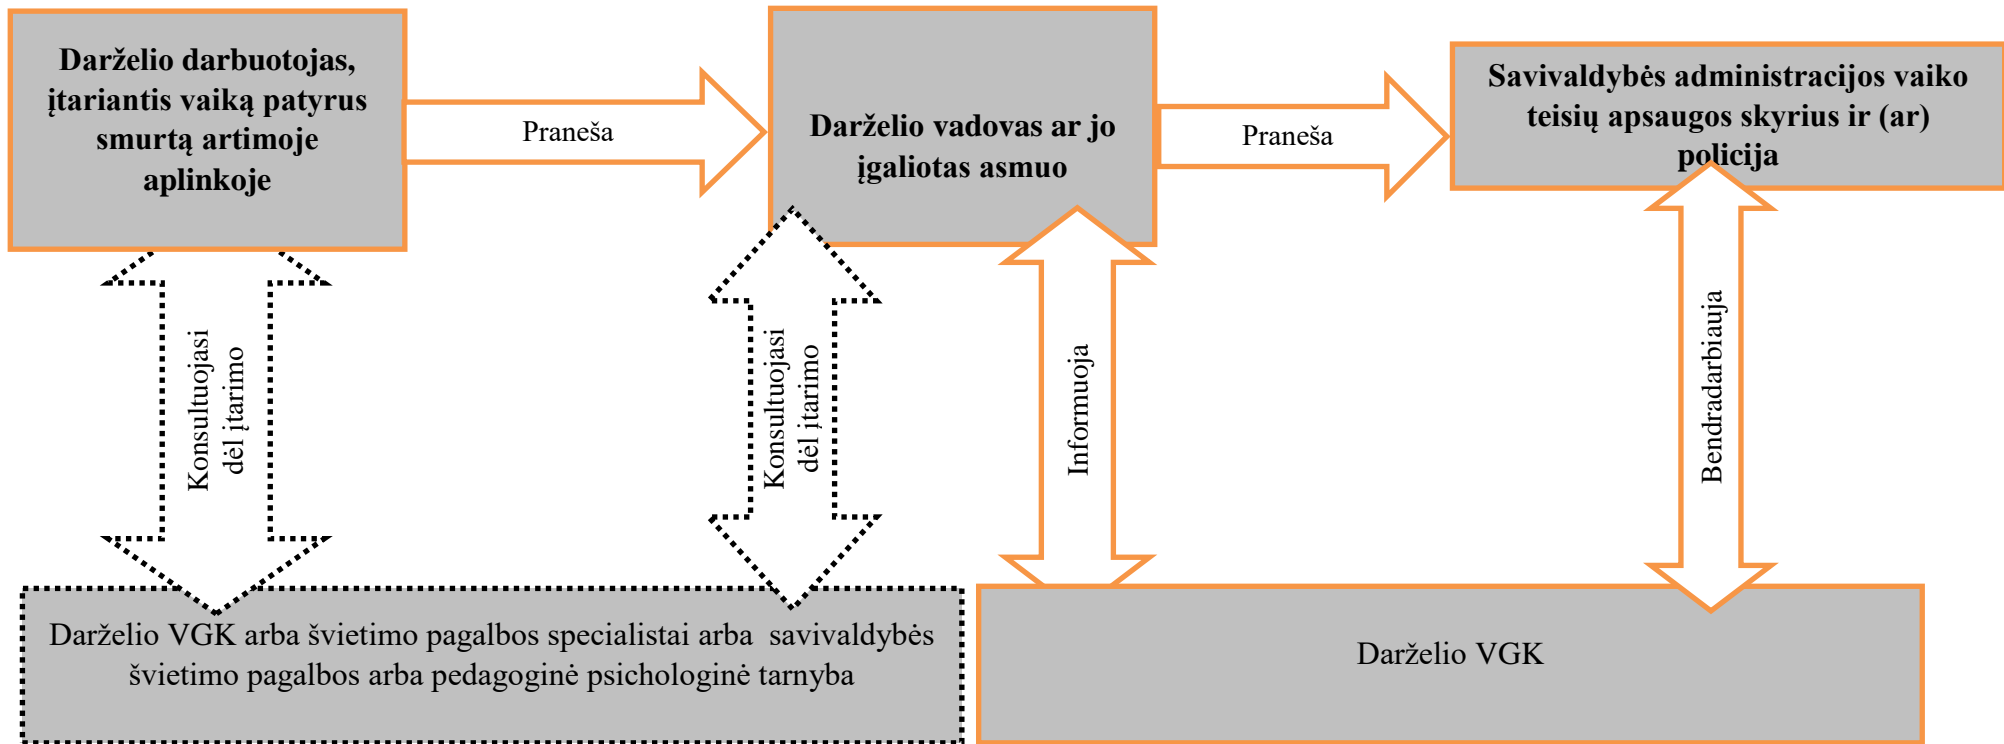 Darželio darbuotojas,
įtariantis vaiką patyrus
smurtą artimoje
aplinkoje
Praneša
Darželio vadovas ar jo
įgaliotas asmuo
Praneša
Savivaldybės administracijos vaiko
teisių apsaugos skyrius ir (ar)
policija
Konsultuojasi
dėl įtarimo
Konsultuojasi
dėl įtarimo
Informuoja
Bendradarbiauja
Darželio VGK arba švietimo pagalbos specialistai arba  savivaldybės
švietimo pagalbos arba pedagoginė psichologinė tarnyba
Darželio VGK